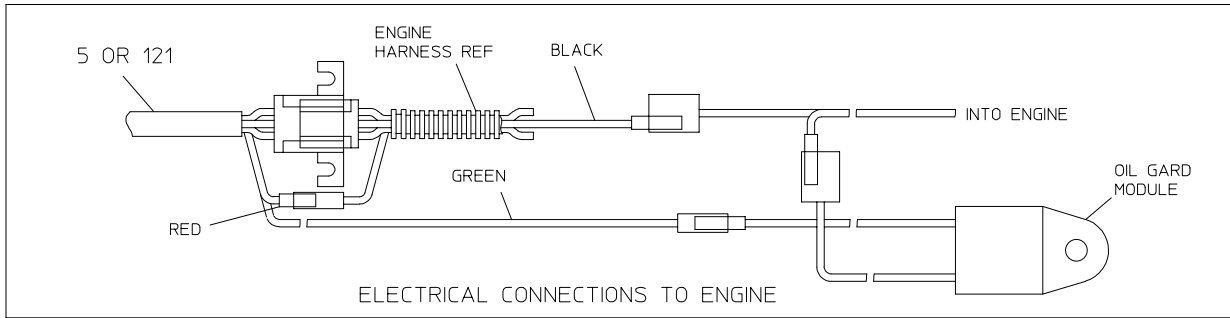 5 OR 121
ENGINE
HARNESS REF
BLACK
INTO ENGINE
GREEN
OIL GARD
MODULE
RED
ELECTRICAL CONNECTIONS TO ENGINE